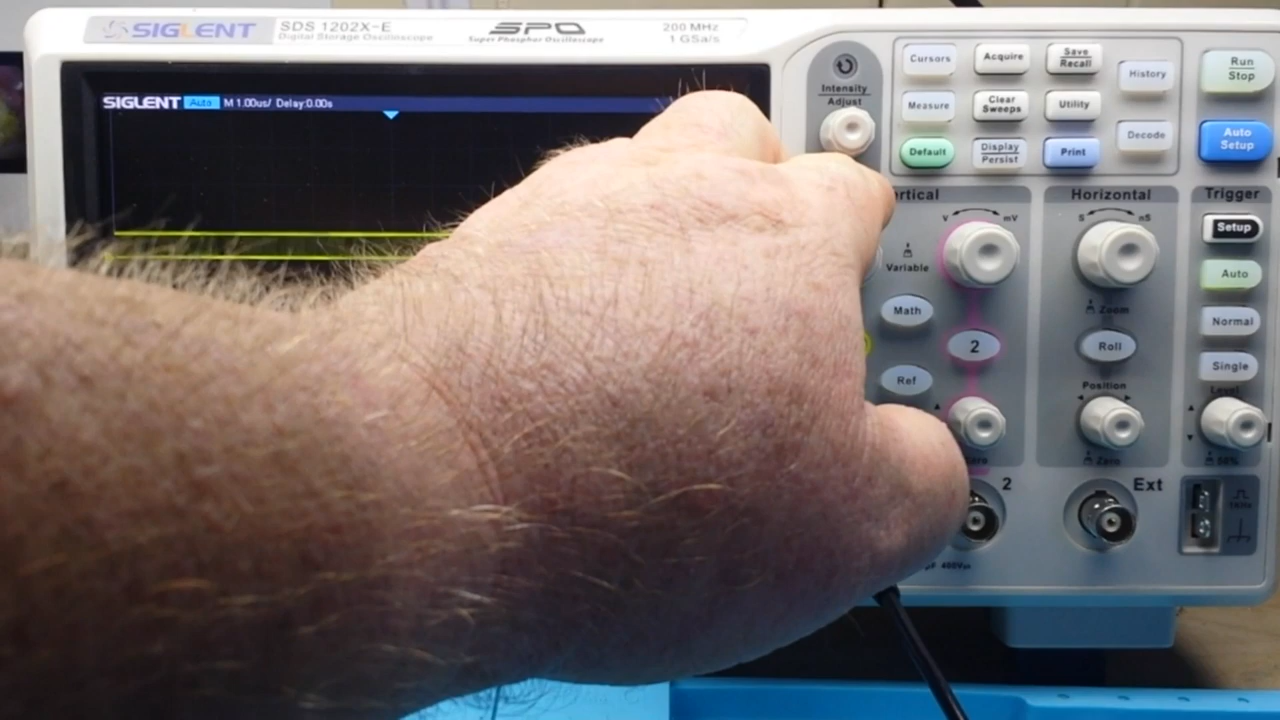 SIGLENT
SDS 1202X-E
Digital Storage Oscilloscope
SPO
Super Phosphor Oscilloscope
200 MHz
1 GSa/s
SIGLENT Auto M 1.00us/ Delay:0.00s
Intensity
Adjust
Cursors
Acquire
Save
Recall
History
Run
Stop
Measure
Clear
Sweeps
Utility
Decode
Auto
Setup
Default
Display
Persist
Print
rtical
Horizontal
Trigger
V
mV
S
nS
Setup
Variable
Auto
Zoom
Math
Normal
2
Roll
Single
Ref
Position
Level
Zero
50%
2
Ext
1KHz
400Vpk